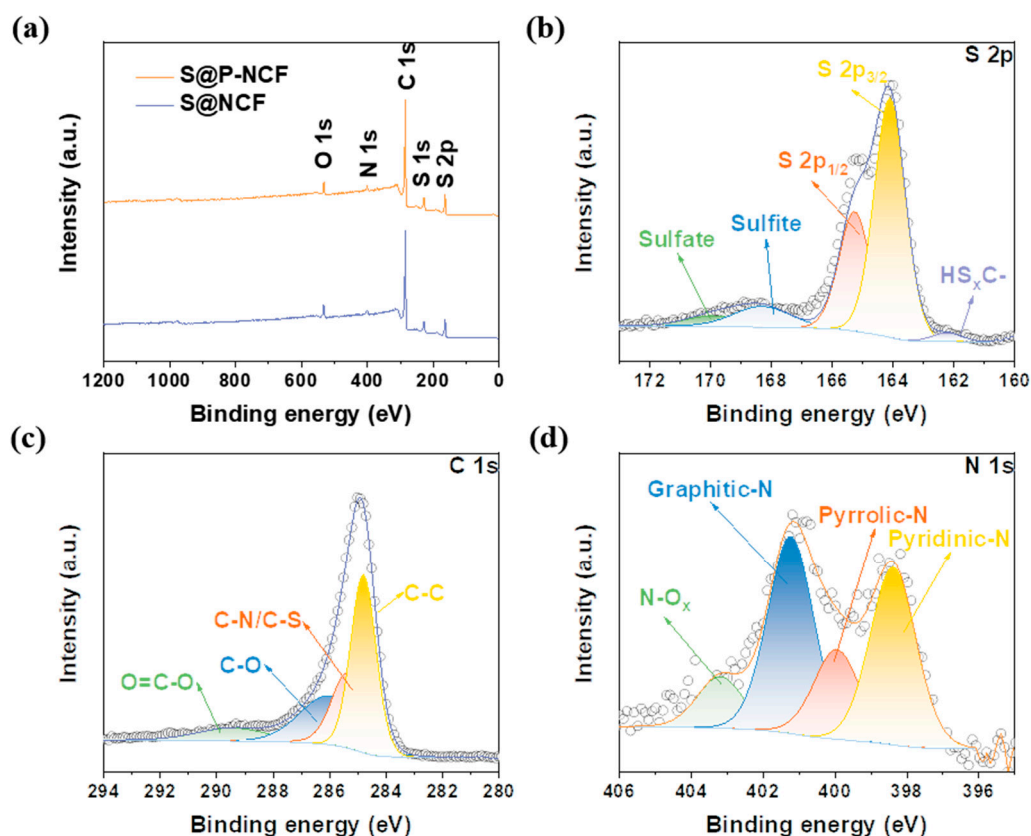 (a)
S@P-NCF
S@NCF
O 1s
N 1s
C 1s
S 1s
S 2p
Intensity (a.u.)
1200 1000 800 600 400 200 0
Binding energy (eV)
(b)
S 2p
S 2p3/2
S 2p1/2
Sulfite
Sulfate
HSxC-
Intensity (a.u.)
172 170 168 166 164 162 160
Binding energy (eV)
(c)
C 1s
C-C
C-N/C-S
C-O
O=C-O
Intensity (a.u.)
294 292 290 288 286 284 282 280
Binding energy (eV)
(d)
N 1s
Graphitic-N
Pyrrolic-N
Pyridinic-N
N-Ox
Intensity (a.u.)
406 404 402 400 398 396
Binding energy (eV)